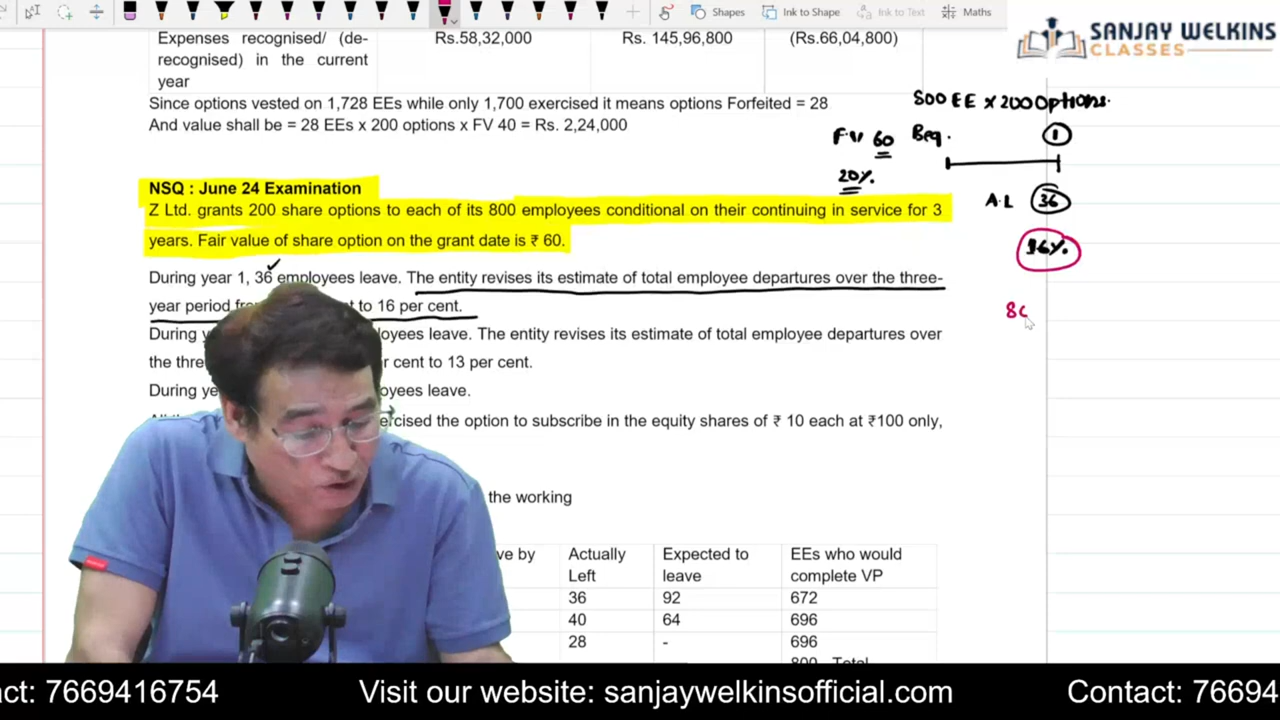 Shapes Ink to Shape Ink to Text Maths
SANJAY WELKINS
CLASSES
Expenses recognised/ (de-recognised) in the current year
Rs.58,32,000 Rs. 145,96,800 (Rs.66,04,800)
Since options vested on 1,728 EEs while only 1,700 exercised it means options Forfeited = 28
And value shall be = 28 EEs x 200 options x FV 40 = Rs. 2,24,000
800 EE x 200 Options.
F.V 60 Beg. 1
20%.
A.L 36
16%.
80
NSQ : June 24 Examination
Z Ltd. grants 200 share options to each of its 800 employees conditional on their continuing in service for 3
years. Fair value of share option on the grant date is ₹ 60.
During year 1, 36 employees leave. The entity revises its estimate of total employee departures over the three-
year period to 16 per cent.
During leave. The entity revises its estimate of total employee departures over
the cent to 13 per cent.
During leave.
the option to subscribe in the equity shares of ₹ 10 each at ₹100 only,
the working
by Actually Left Expected to leave EEs who would complete VP
36 92 672
40 64 696
28 - 696
800 Total
7669416754 Visit our website: sanjaywelkinsofficial.com Contact: 76694